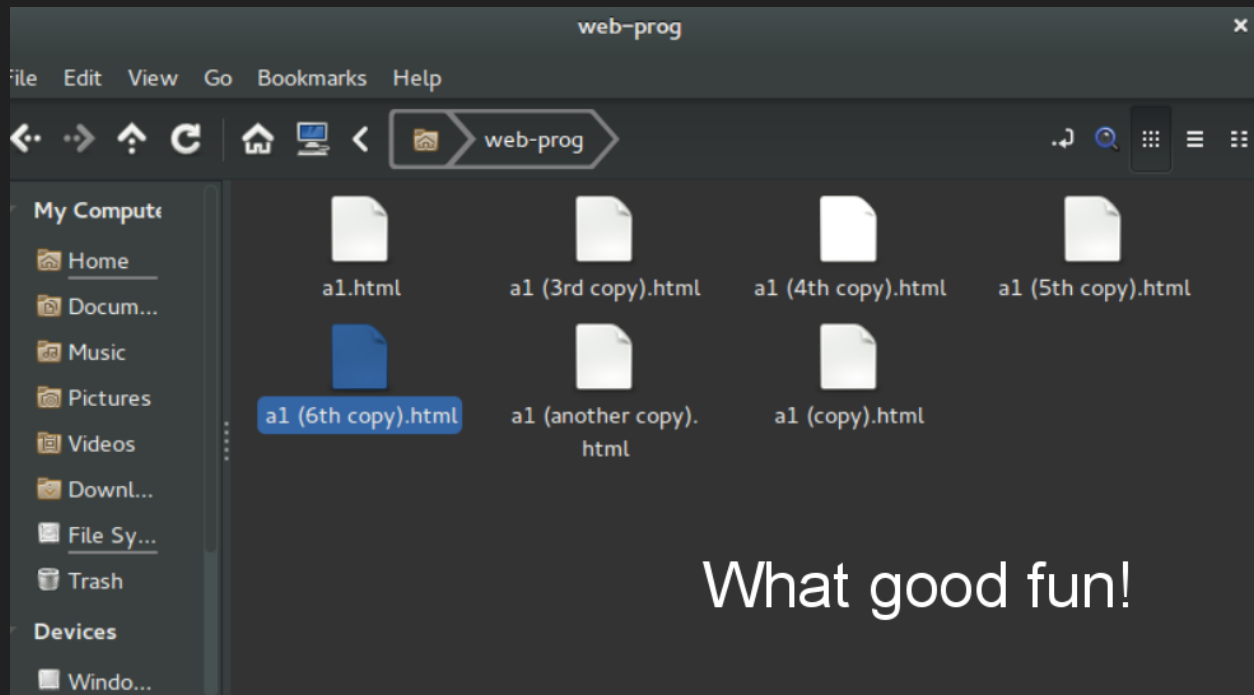 web-prog
File Edit View Go Bookmarks Help
web-prog
My Compute
Home
Docum...
Music
Pictures
Videos
Downl...
File Sy...
Trash
Devices
Windo...
a1.html
a1 (3rd copy).html
a1 (4th copy).html
a1 (5th copy).html
a1 (6th copy).html
a1 (another copy).
html
a1 (copy).html
What good fun!